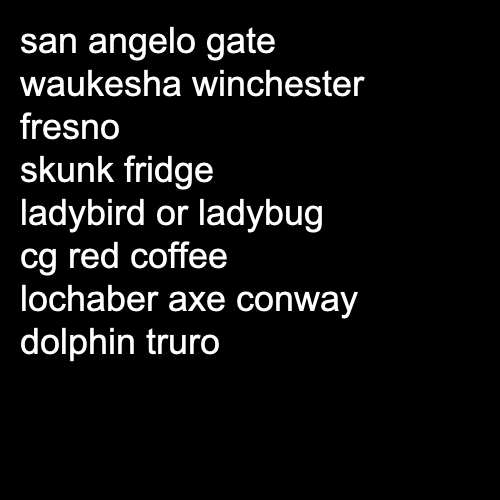 san angelo gate
waukesha winchester
fresno
skunk fridge
ladybird or ladybug
cg red coffee
lochaber axe conway
dolphin truro